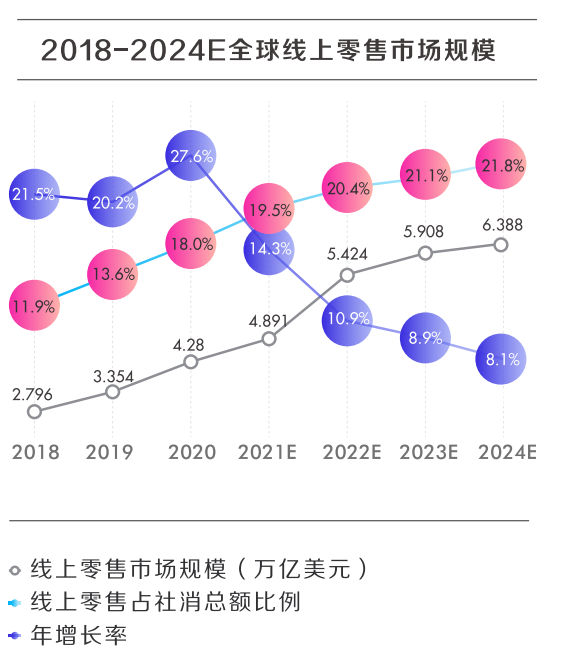 2018-2024E全球线上零售市场规模
27.6%
21.5% 20.2% 19.5% 20.4% 21.1% 21.8%
11.9% 13.6% 18.0% 14.3% 5.424 5.908 6.388
2.796 3.354 4.28 4.891 10.9% 8.9% 8.1%
2018 2019 2020 2021E 2022E 2023E 2024E
线上零售市场规模（万亿美元）
线上零售占社消总额比例
年增长率